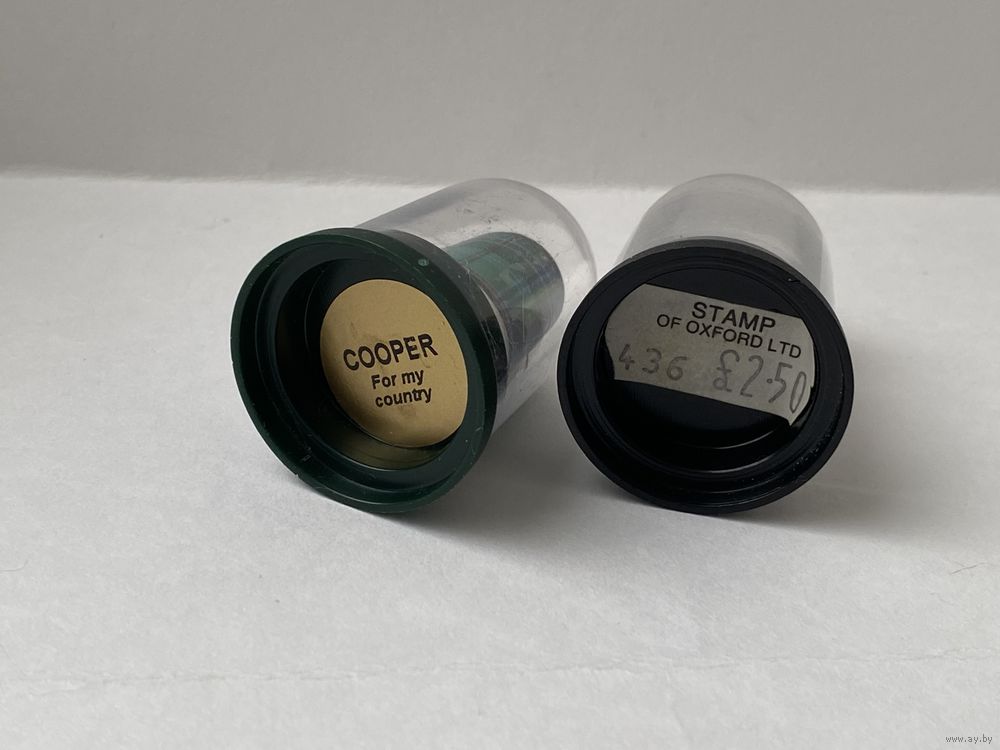 COOPER
For my
country
STAMP
OF OXFORD LTD
436 £2.50
www.ay.by